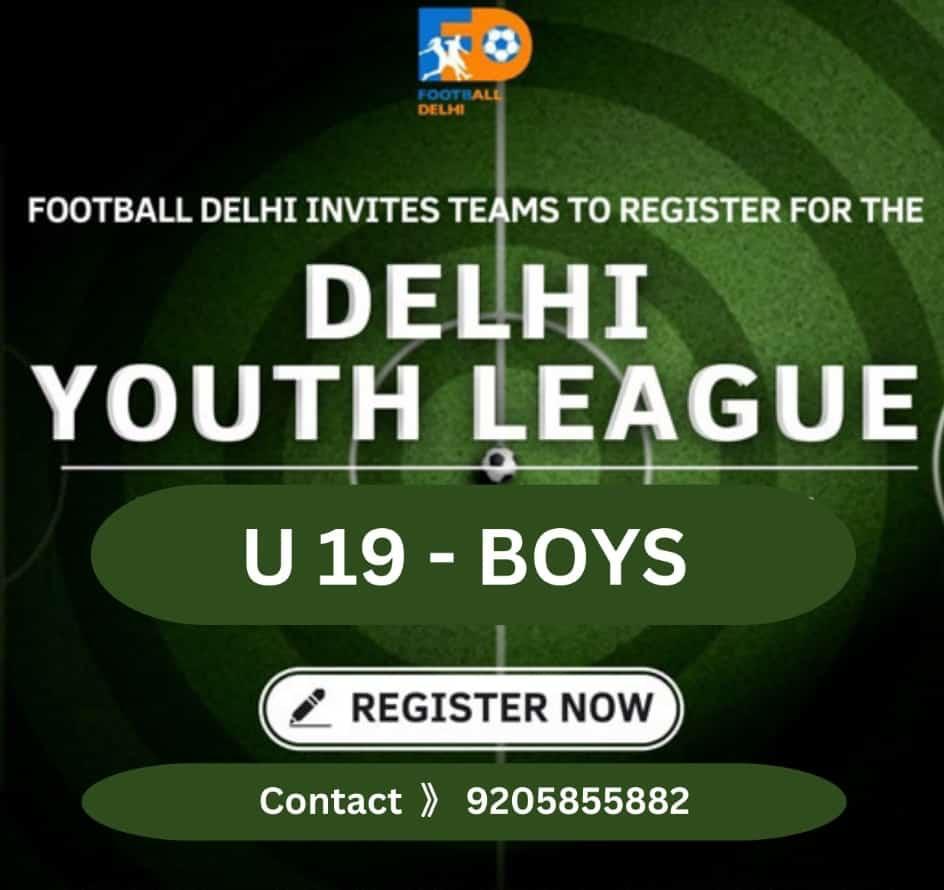 FOOTBALL
DELHI
FOOTBALL DELHI INVITES TEAMS TO REGISTER FOR THE
DELHI
YOUTH LEAGUE
U 19 - BOYS
REGISTER NOW
Contact 》 9205855882